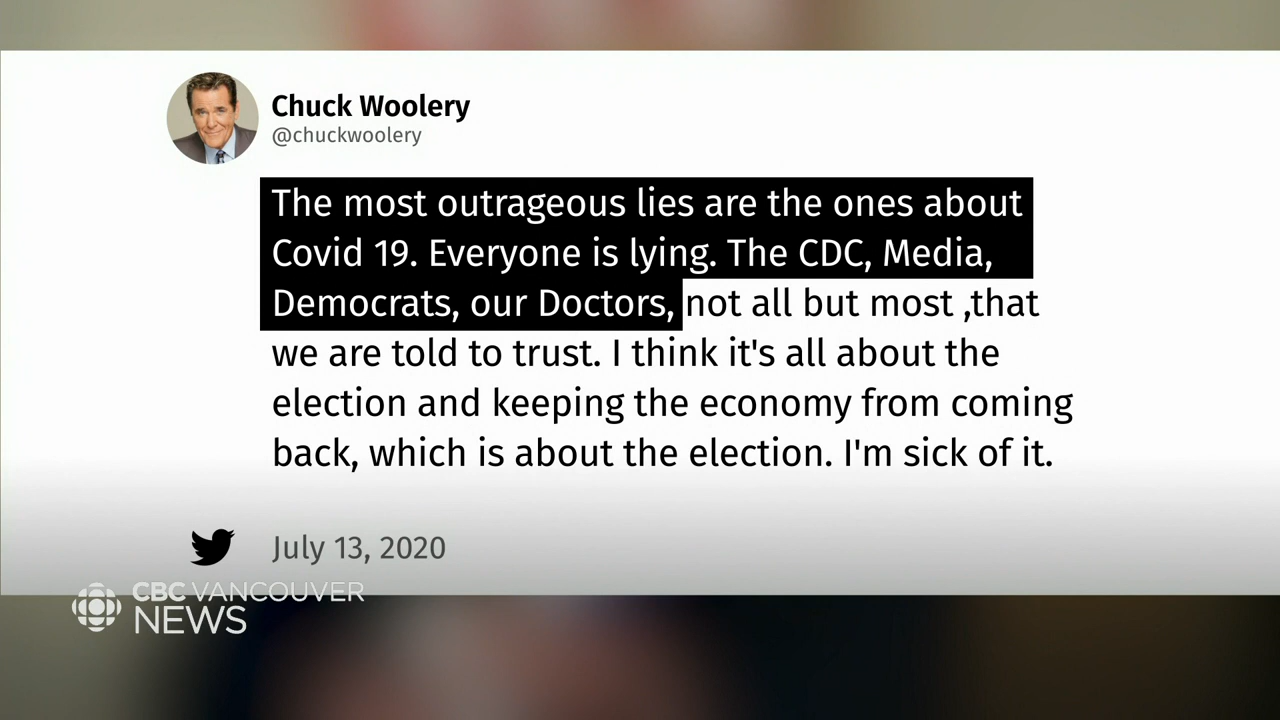 Chuck Woolery
@chuckwoolery
The most outrageous lies are the ones about
Covid 19. Everyone is lying. The CDC, Media,
Democrats, our Doctors, not all but most ,that
we are told to trust. I think it's all about the
election and keeping the economy from coming
back, which is about the election. I'm sick of it.
July 13, 2020
CBC VANCOUVER
NEWS